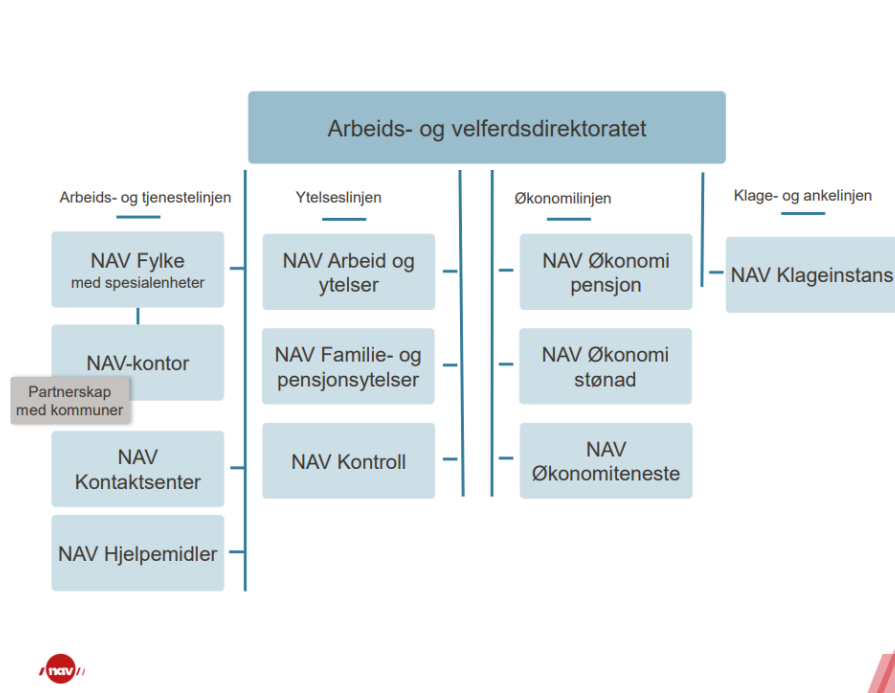 Arbeids- og velferdsdirektoratet
Arbeids- og tjenestelinjen
NAV Fylke
med spesialenheter
NAV-kontor
Partnerskap
med kommuner
NAV
Kontaktsenter
NAV Hjelpemidler
Ytelseslinjen
NAV Arbeid og
ytelser
NAV Familie- og
pensjonsytelser
NAV Kontroll
Økonomilinjen
NAV Økonomi
pensjon
NAV Økonomi
stønad
NAV
Økonomiteneste
Klage- og ankelinjen
NAV Klageinstans
nav